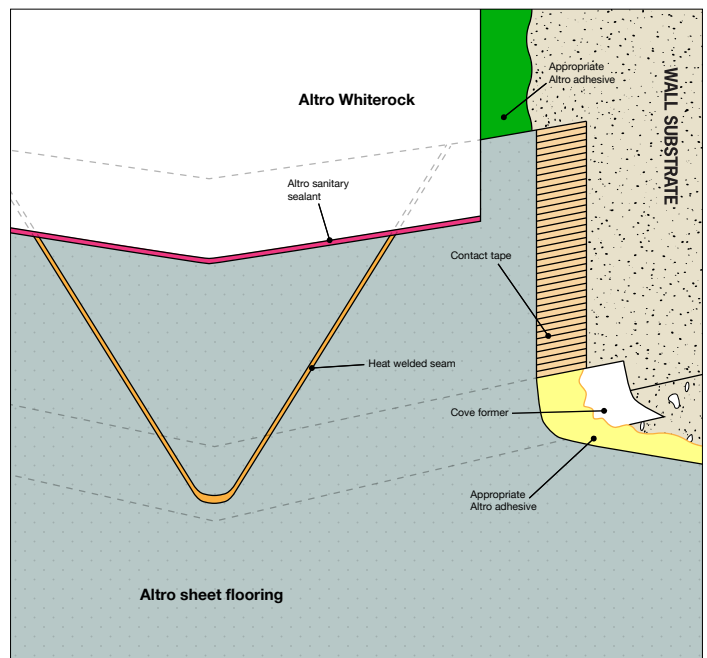 Appropriate
Altro adhesive
Altro Whiterock
WALL SUBSTRATE
Altro sanitary
sealant
Contact tape
Heat welded seam
Cove former
Appropriate
Altro adhesive
Altro sheet flooring